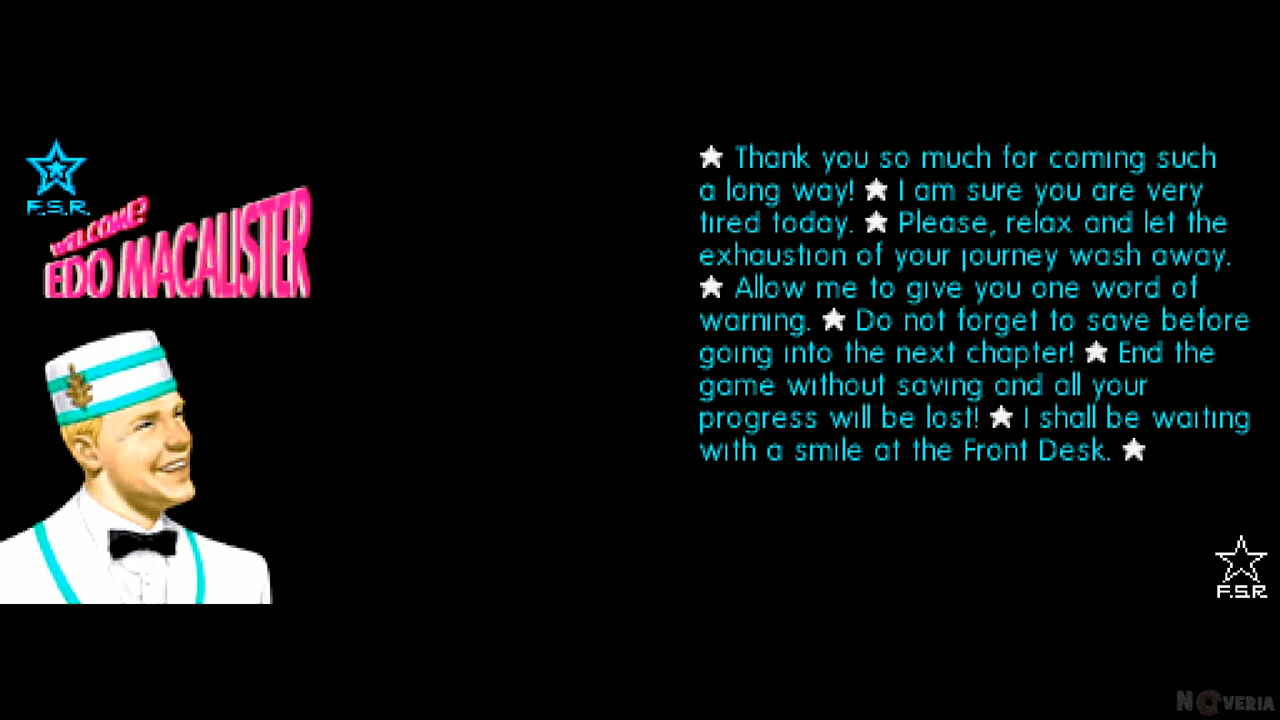 F.S.R.
WELCOME?
EDO MACALISTER
★ Thank you so much for coming such
a long way! ★ I am sure you are very
tired today. ★ Please, relax and let the
exhaustion of your journey wash away.
★ Allow me to give you one word of
warning. ★ Do not forget to save before
going into the next chapter! ★ End the
game without saving and all your
progress will be lost! ★ I shall be waiting
with a smile at the Front Desk. ★
F.S.R
NOVERIA